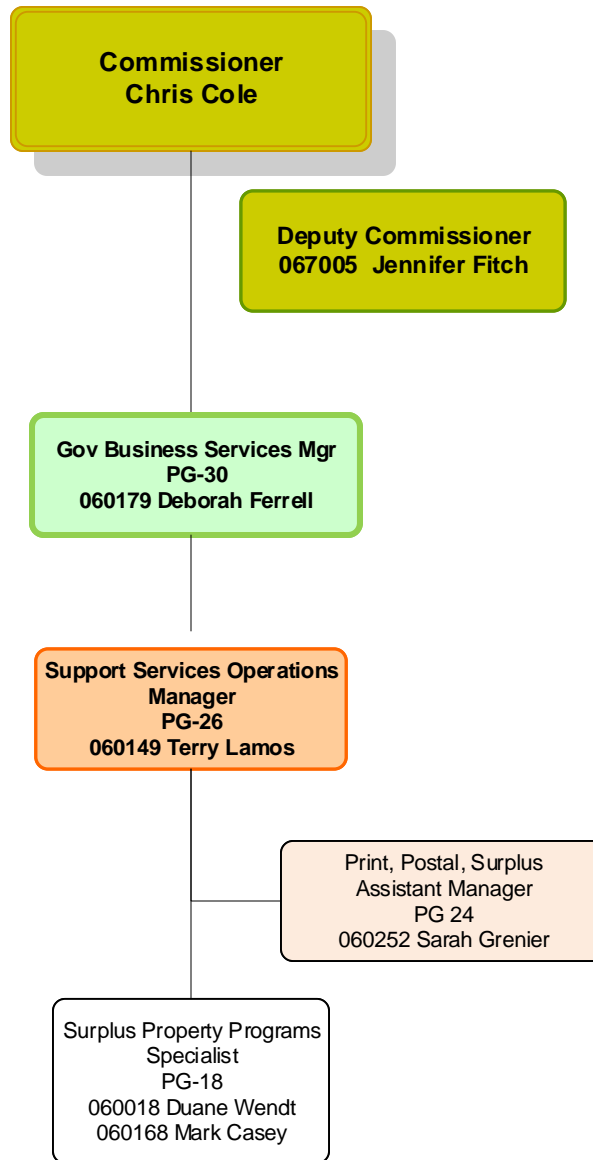 Commissioner
Chris Cole
Deputy Commissioner
067005  Jennifer Fitch
Gov Business Services Mgr
PG-30
060179 Deborah Ferrell
Support Services Operations
Manager
PG-26
060149 Terry Lamos
Print, Postal, Surplus
Assistant Manager
PG 24
060252 Sarah Grenier
Surplus Property Programs
Specialist
PG-18
060018 Duane Wendt
060168 Mark Casey